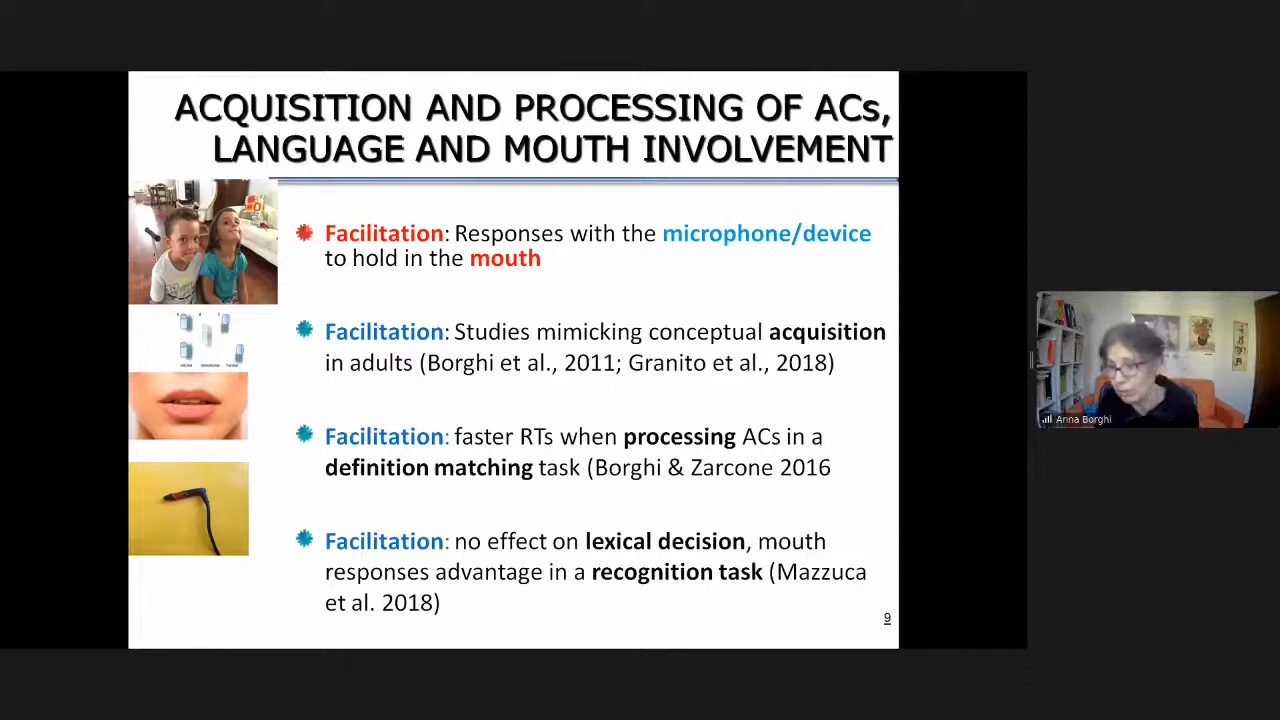 ACQUISITION AND PROCESSING OF ACs,
LANGUAGE AND MOUTH INVOLVEMENT
Facilitation: Responses with the microphone/device
to hold in the mouth
Facilitation: Studies mimicking conceptual acquisition
in adults (Borghi et al., 2011; Granito et al., 2018)
Facilitation: faster RTs when processing ACs in a
definition matching task (Borghi & Zarcone 2016
Facilitation: no effect on lexical decision, mouth
responses advantage in a recognition task (Mazzuca
et al. 2018)
9
Anna Borghi